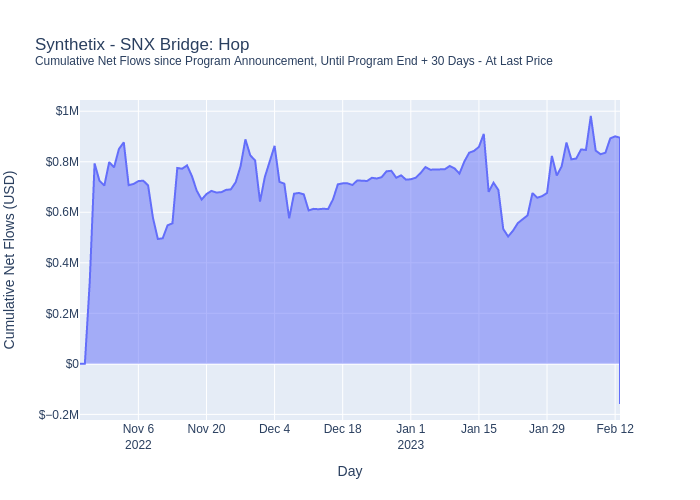 Synthetix - SNX Bridge: Hop
Cumulative Net Flows since Program Announcement, Until Program End + 30 Days - At Last Price
Cumulative Net Flows (USD)
$1M
$0.8M
$0.6M
$0.4M
$0.2M
$0
$−0.2M
Nov 6
2022
Nov 20
Dec 4
Dec 18
Jan 1
2023
Jan 15
Jan 29
Feb 12
Day